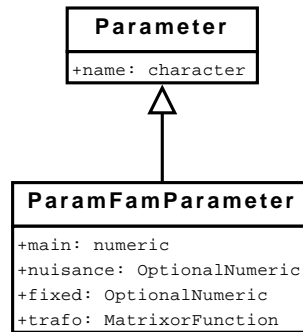 Parameter
+name: character
ParamFamParameter
+main: numeric
+nuisance: OptionalNumeric
+fixed: OptionalNumeric
+trafo: MatrixorFunction